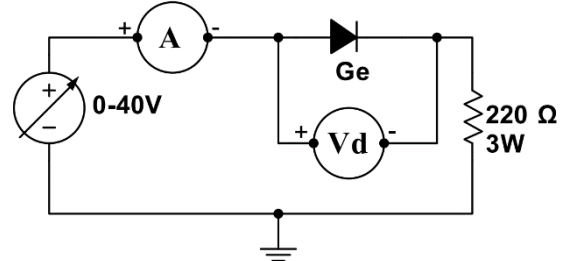 + A -
Ge
+
-
0-40V
+ Vd -
220 Ω
3W